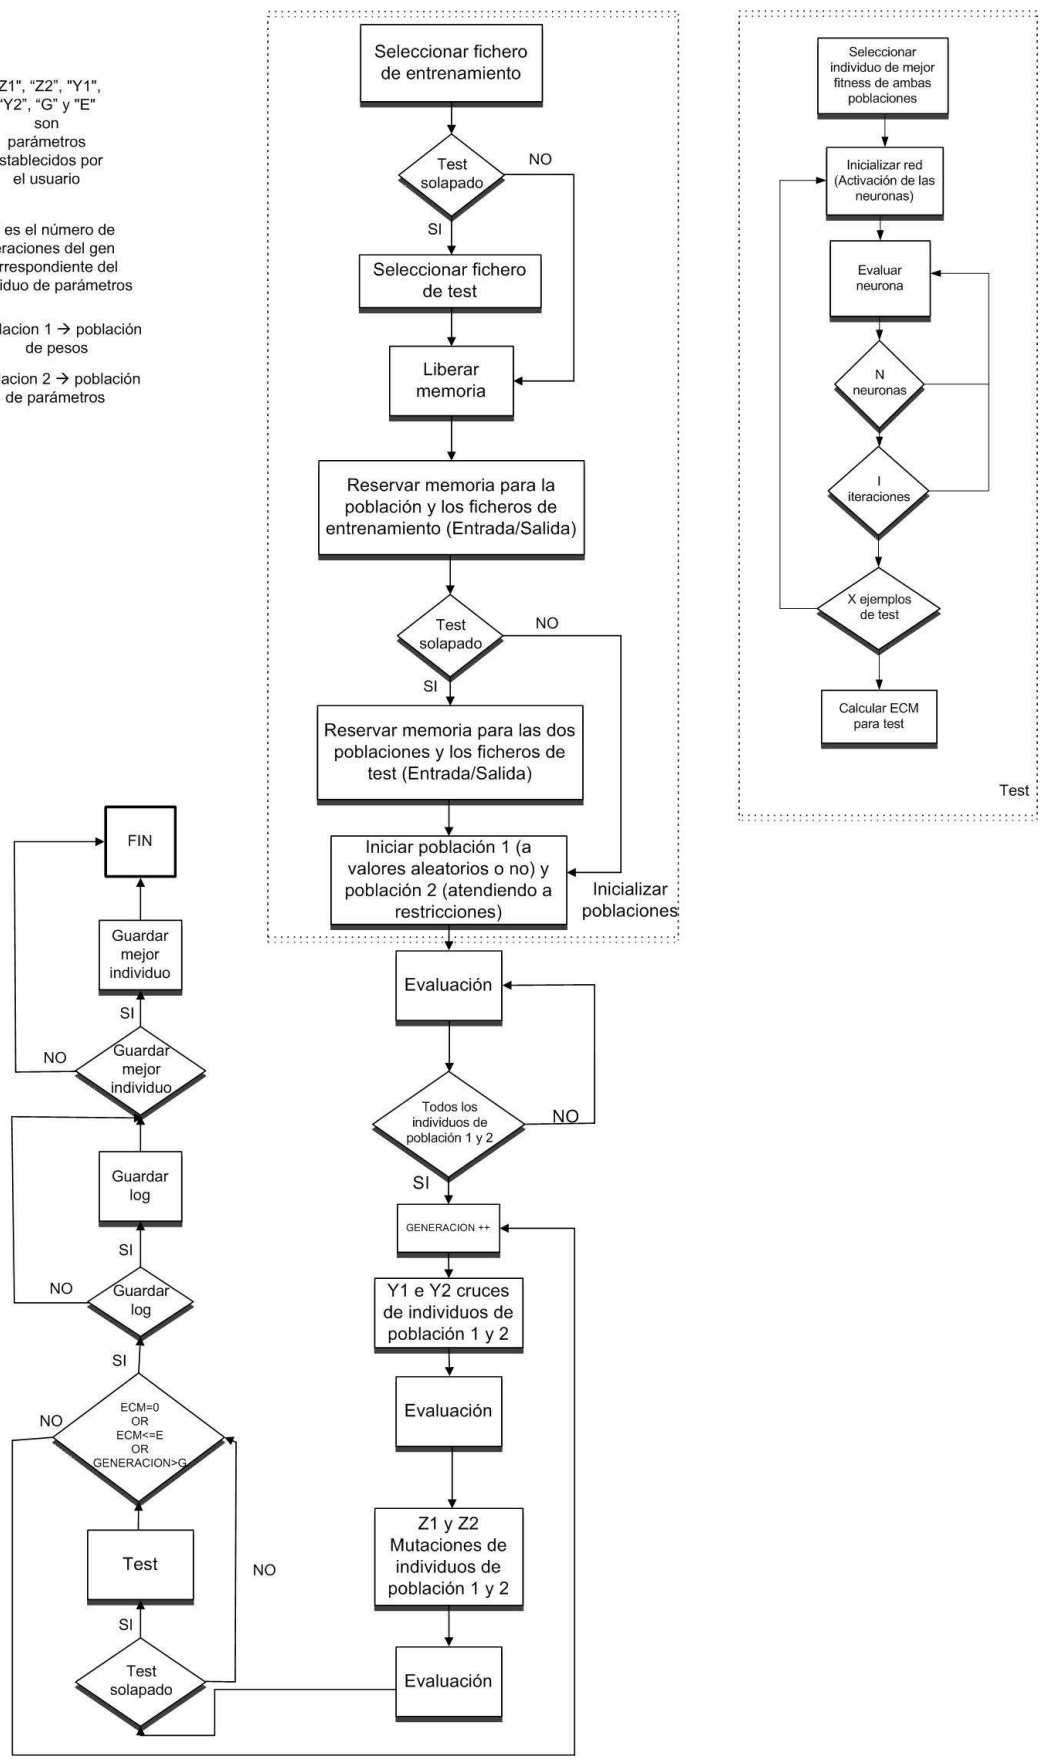 Z1", “Z2”, "Y1",
“Y2”, “G” y "E"
son
parámetros
establecidos por
el usuario
es el número de
del gen
del
de parámetros
1 → población
de pesos
2 → población
de parámetros
Seleccionar fichero
de entrenamiento
Test
solapado
NO
SI
Seleccionar fichero
de test
Liberar
memoria
Reservar memoria para la
población y los ficheros de
entrenamiento (Entrada/Salida)
Test
solapado
NO
SI
Reservar memoria para las dos
poblaciones y los ficheros de
test (Entrada/Salida)
Iniciar población 1 (a
valores aleatorios o no) y
población 2 (atendiendo a
restricciones)
Inicializar
poblaciones
Evaluación
Todos los
individuos de
población 1 y 2
NO
SI
GENERACION ++
Y1 e Y2 cruces
de individuos de
población 1 y 2
Evaluación
Z1 y Z2
Mutaciones de
individuos de
población 1 y 2
Evaluación
Test
solapado
NO
SI
Test
ECM=0
OR
ECM<=E
OR
GENERACION>G
NO
SI
Guardar
log
NO
SI
Guardar
log
Guardar
mejor
individuo
NO
SI
Guardar
mejor
individuo
FIN
Seleccionar
individuo de mejor
fitness de ambas
poblaciones
Inicializar red
(Activación de las
neuronas)
Evaluar
neurona
N
neuronas
I
iteraciones
X ejemplos
de test
Calcular ECM
para test
Test